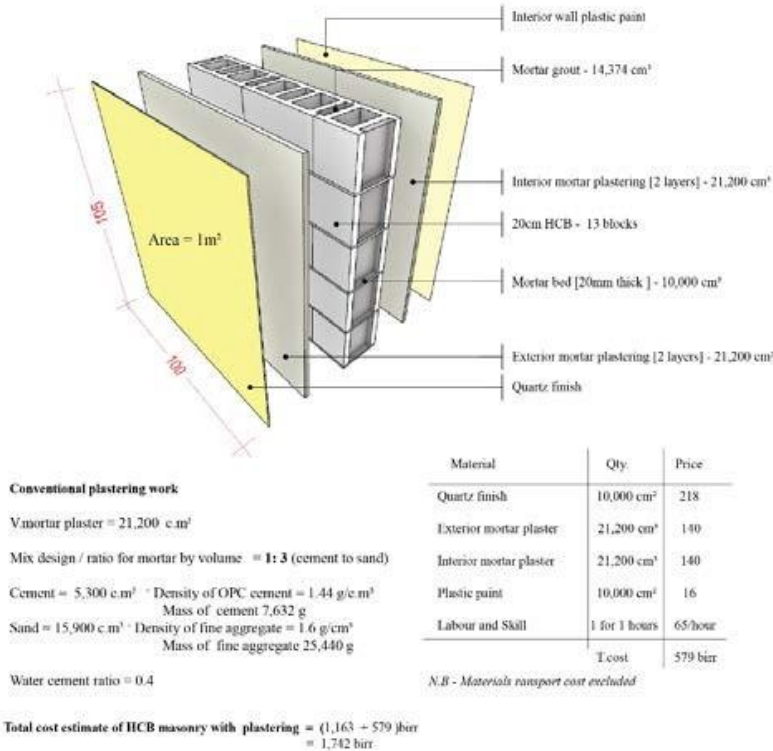 Interior wall plastic paint
Mortar grout - 14,374 cm³
Interior mortar plastering [2 layers] - 21,200 cm³
20cm HCB - 13 blocks
Mortar bed [20mm thick ] - 10,000 cm³
Exterior mortar plastering [2 layers] - 21,200 cm³
Quartz finish
Area = 1m²
105
100
Conventional plastering work
V.mortar plaster = 21,200 c.m³
Mix design / ratio for mortar by volume = 1: 3 (cement to sand)
Cement = 5,300 c.m³ · Density of OPC cement = 1.44 g/c.m³
Mass of cement 7,632 g
Sand = 15,900 c.m³ · Density of fine aggregate = 1.6 g/cm³
Mass of fine aggregate 25,440 g
Water cement ratio = 0.4
Total cost estimate of HCB masonry with plastering = (1,163 + 579 )birr
= 1,742 birr
Material Qty. Price
Quartz finish 10,000 cm² 218
Exterior mortar plaster 21,200 cm³ 140
Interior mortar plaster 21,200 cm³ 140
Plastic paint 10,000 cm² 16
Labour and Skill 1 for 1 hours 65/hour
T.cost 579 birr
N.B - Materials ransport cost excluded